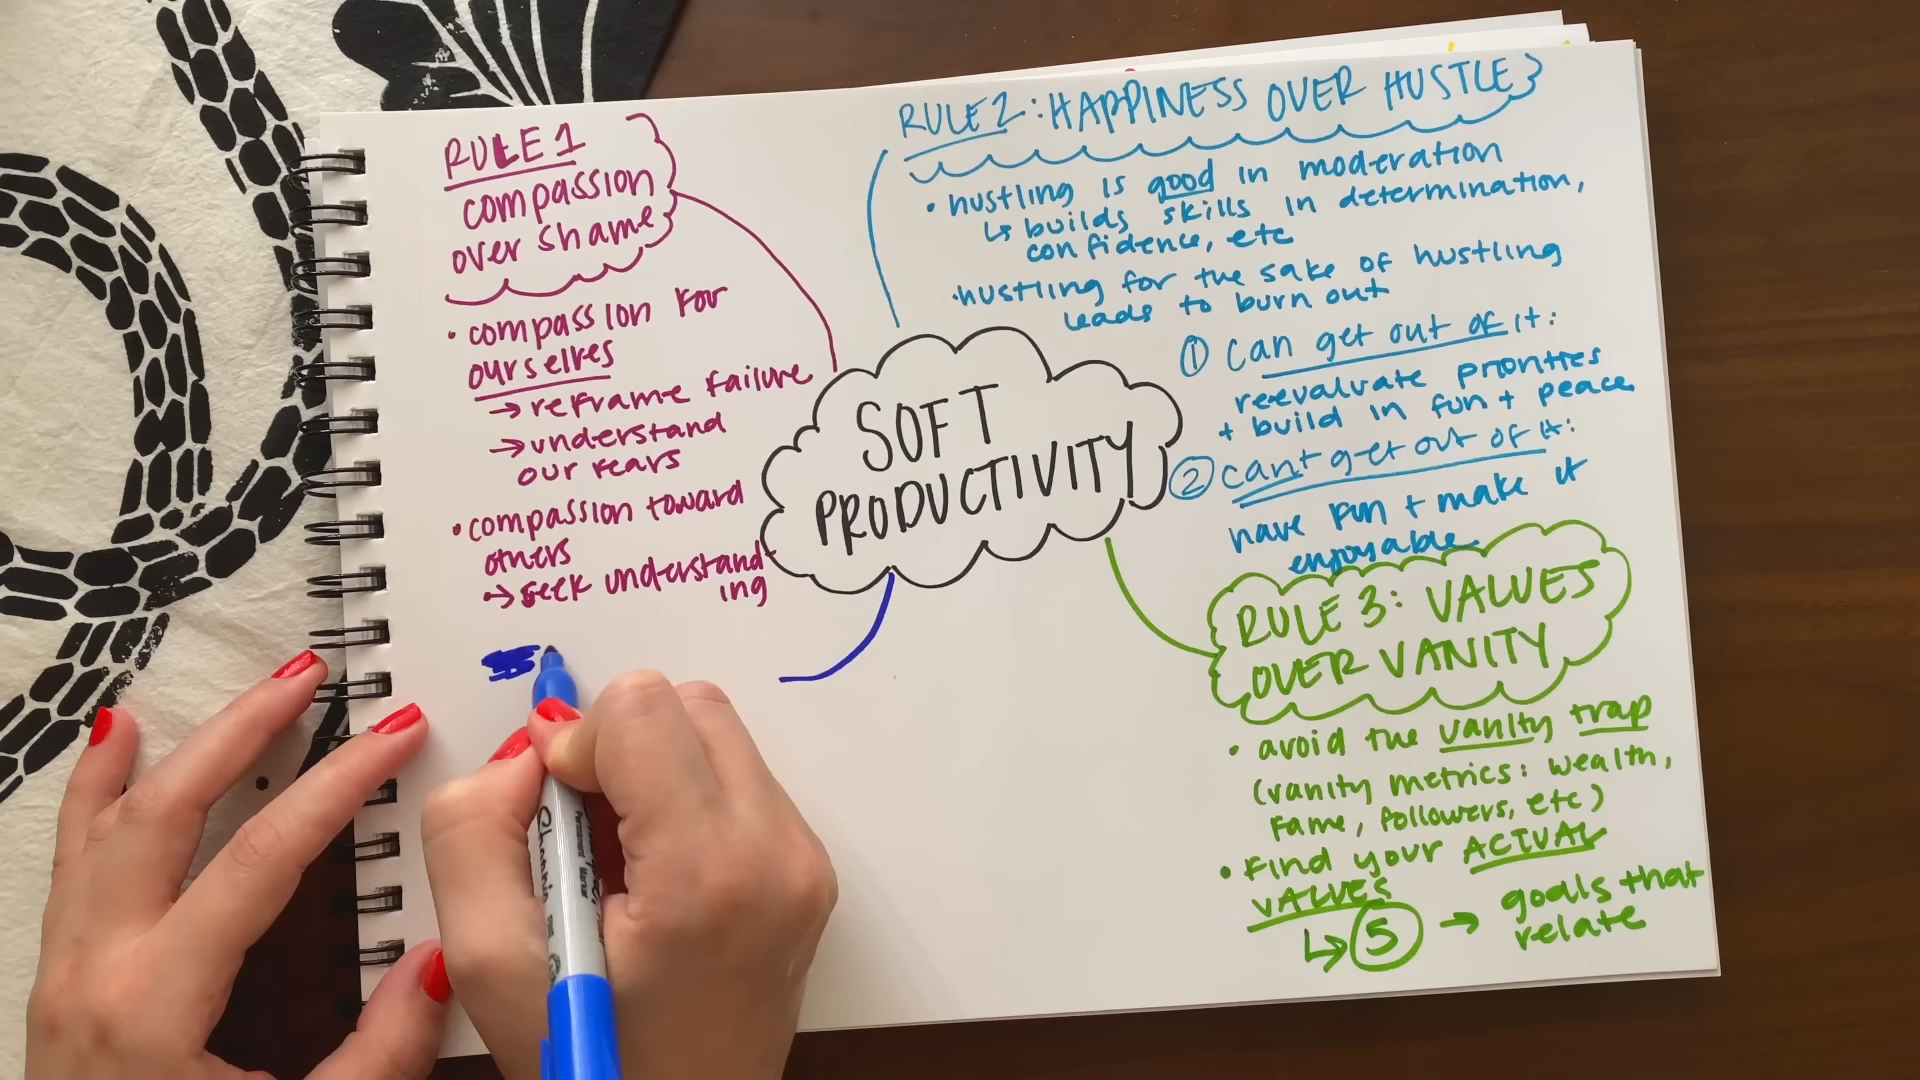 RULE 1
compassion
over shame
• compassion for
ourselves
→ reframe failure
→ understand
our fears
• compassion toward
others
→ seek understand-
ing
SOFT
PRODUCTIVITY
RULE 2: HAPPINESS OVER HUSTLE
• hustling is good in moderation
↳ builds skills in determination,
confidence, etc
• hustling for the sake of hustling
leads to burn out
① can get out of it:
reevaluate priorities
+ build in fun + peace
② can't get out of it:
have fun + make it
enjoyable
RULE 3: VALUES
OVER VANITY
• avoid the vanity trap
(vanity metrics: wealth,
fame, followers, etc)
• Find your ACTUAL
VALUES
↳ ⑤ → goals that
relate
Sharpie
Permanent Marker